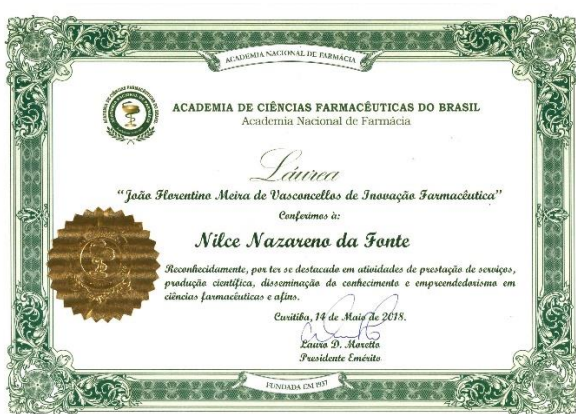 ACADEMIA NACIONAL DE FARMÁCIA
ACADEMIA DE CIÊNCIAS FARMACÊUTICAS DO BRASIL
Academia Nacional de Farmácia
Láurea
“João Florentino Meira de Vasconcellos de Inovação Farmacêutica”
Conferimos à:
Nilce Nazareno da Fonte
Reconhecidamente, por ter se destacado em atividades de prestação de serviços,
produção científica, disseminação do conhecimento e empreendedorismo em
ciências farmacêuticas e afins.
Curitiba, 14 de Maio de 2018.
Lauro D. Moretto
Presidente Emérito
FUNDADA EM 1937